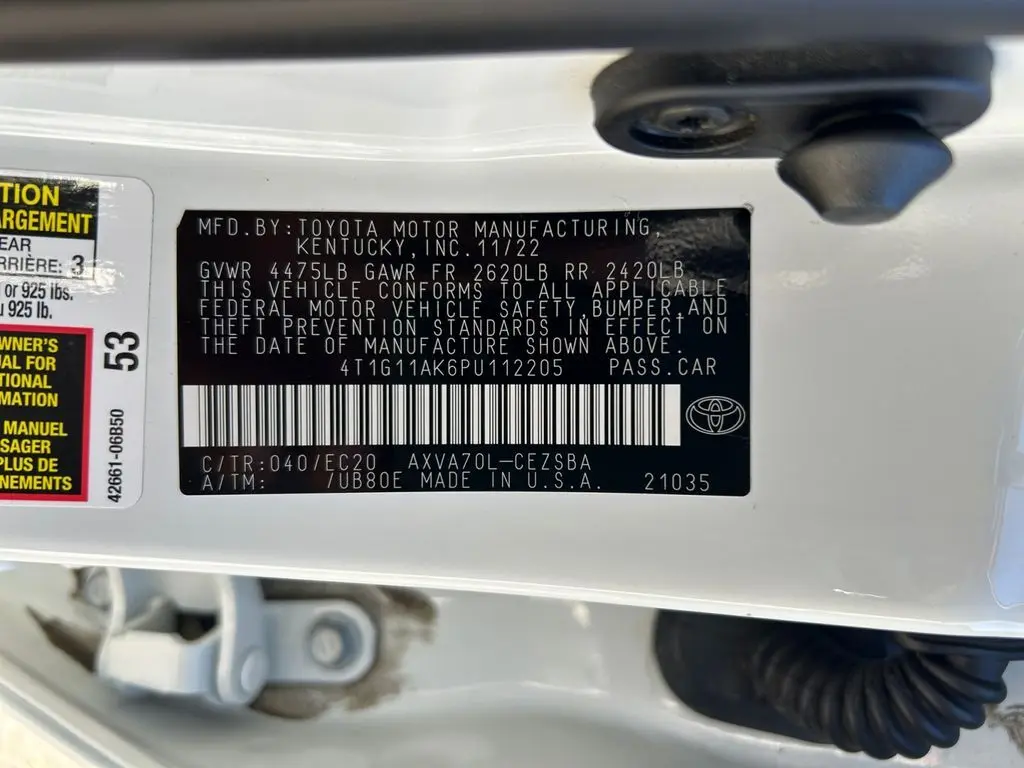 TION
ARGEMENT
EAR
RRIÈRE: 3
or 925 lbs.
925 lb.
WNER'S
UAL FOR
TIONAL
MATION
MANUEL
SAGER
PLUS DE
NEMENTS
53
42661-06B50
MFD.BY:TOYOTA MOTOR MANUFACTURING,
KENTUCKY,INC.11/22
GVWR 4475LB GAWR FR 2620LB RR 2420LB
THIS VEHICLE CONFORMS TO ALL APPLICABLE
FEDERAL MOTOR VEHICLE SAFETY,BUMPER,AND
THEFT PREVENTION STANDARDS IN EFFECT ON
THE DATE OF MANUFACTURE SHOWN ABOVE.
4T1G11AK6PU112205 PASS.CAR
C/TR:040/EC20 AXVA70L-CEZSBA
A/TM: /UB80E MADE IN U.S.A. 21035